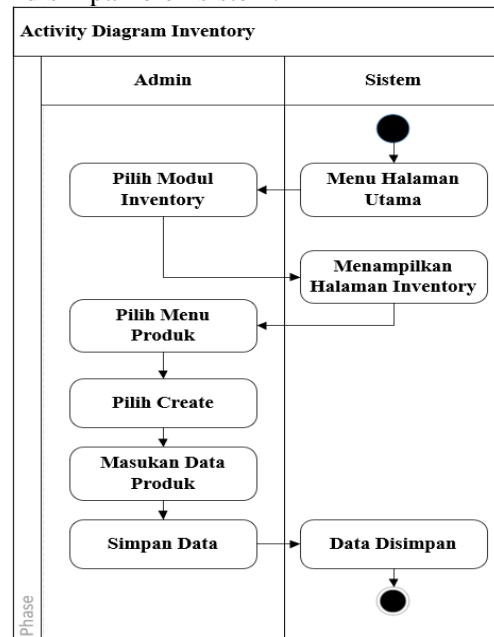 Activity Diagram Inventory
Admin
Sistem
Menu Halaman
Utama
Pilih Modul
Inventory
Menampilkan
Halaman Inventory
Pilih Menu
Produk
Pilih Create
Masukan Data
Produk
Simpan Data
Data Disimpan
Phase